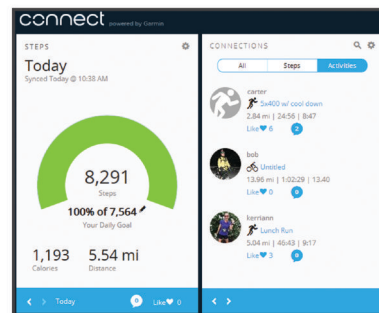 connect powered by Garmin
STEPS
Today
Synced Today @ 10:38 AM
8,291
Steps
100% of 7,564
Your Daily Goal
1,193
Calories
5.54 mi
Distance
Today
0
Like 0
CONNECTIONS
All
Steps
Activities
carter
5x400 w/ cool down
2.84 mi | 24:56 | 8:47
Like 6
2
bob
Untitled
13.96 mi | 1:02:29 | 13.40
Like 0
0
kerriann
Lunch Run
5.04 mi | 46:43 | 9:17
Like 3
0